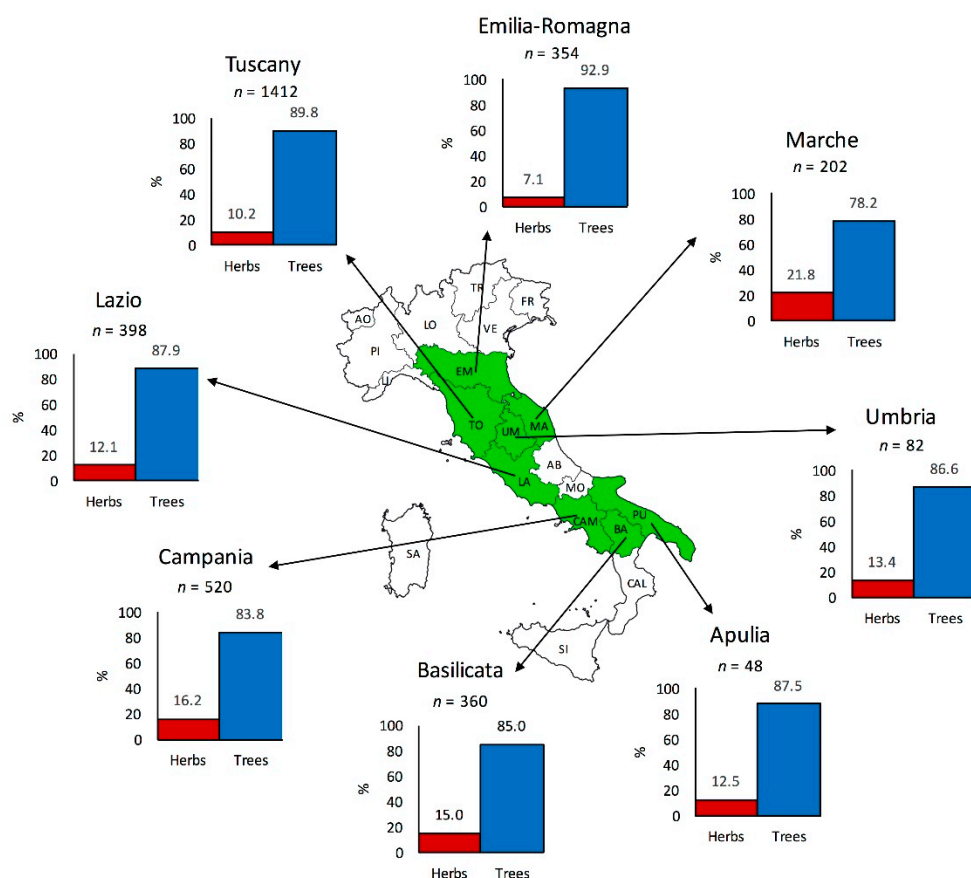 Emilia-Romagna
n = 354
92.9
100
80
60
40
20
0
%
7.1
Herbs Trees
Tuscany
n = 1412
89.8
100
80
60
40
20
0
%
10.2
Herbs Trees
Marche
n = 202
78.2
100
80
60
40
20
0
%
21.8
Herbs Trees
Lazio
n = 398
87.9
100
80
60
40
20
0
%
12.1
Herbs Trees
TR
FR
AO
LO
VE
PI
LI
EM
TO
UM
MA
AB
LA
MO
CAM
BA
PU
SA
CAL
SI
Umbria
n = 82
86.6
100
80
60
40
20
0
%
13.4
Herbs Trees
Campania
n = 520
83.8
100
80
60
40
20
0
%
16.2
Herbs Trees
Basilicata
n = 360
85.0
100
80
60
40
20
0
%
15.0
Herbs Trees
Apulia
n = 48
87.5
100
80
60
40
20
0
%
12.5
Herbs Trees